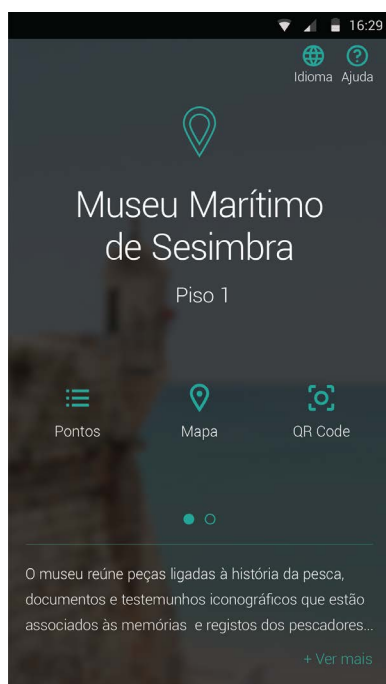 16:29
Idioma Ajuda
Museu Marítimo
de Sesimbra
Piso 1
Pontos Mapa QR Code
O museu reúne peças ligadas à história da pesca,
documentos e testemunhos iconográficos que estão
associados às memórias e registos dos pescadores...
+ Ver mais